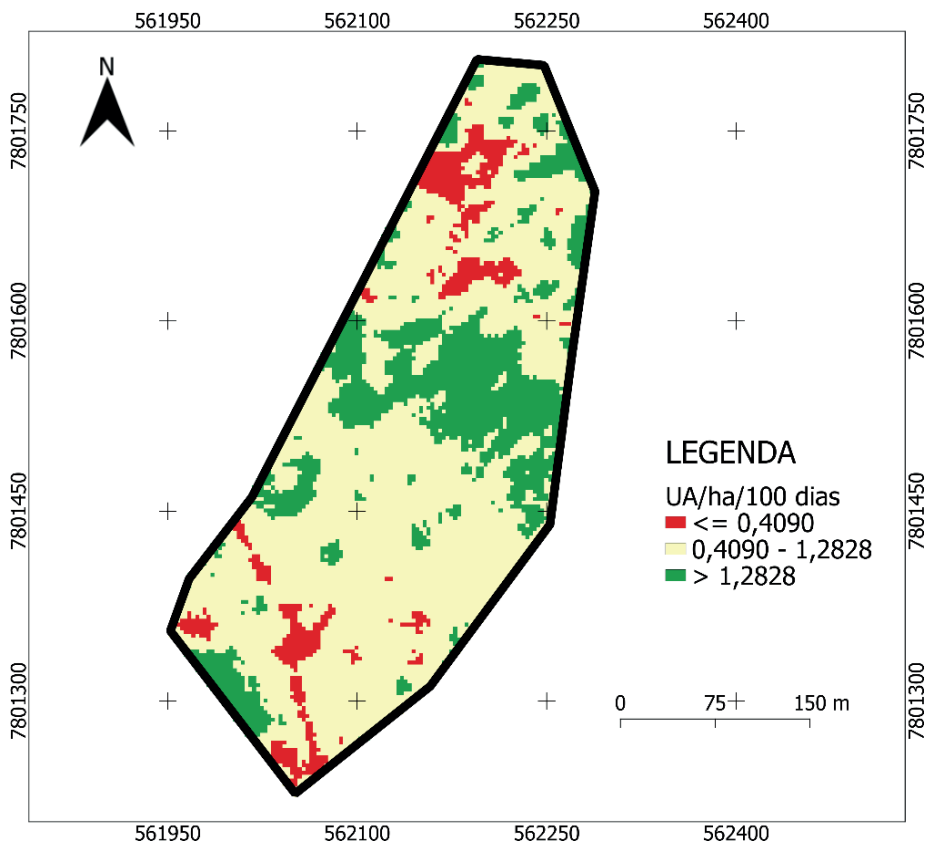 561950 562100 562250 562400
N
7801750 7801750
7801600 7801600
LEGENDA
UA/ha/100 dias
<= 0,4090
0,4090 - 1,2828
> 1,2828
7801450 7801450
7801300 7801300
0 75 150 m
561950 562100 562250 562400